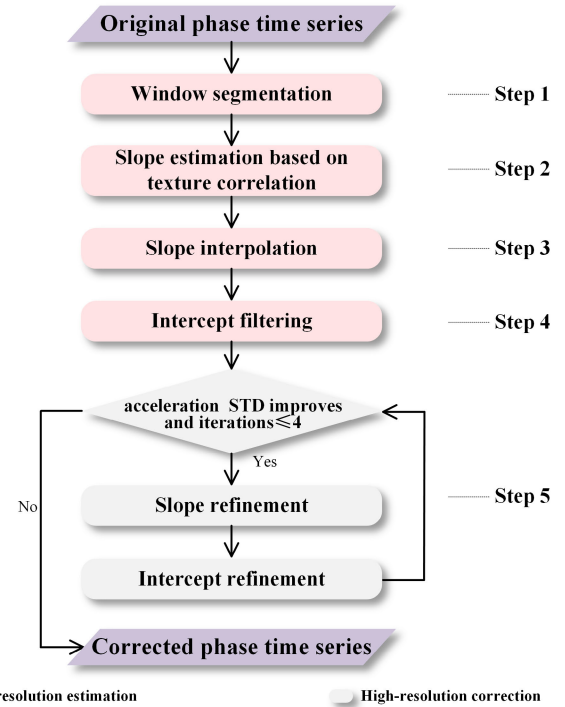 Original phase time series
Window segmentation
Step 1
Slope estimation based on
texture correlation
Step 2
Slope interpolation
Step 3
Intercept filtering
Step 4
acceleration STD improves
and iterations≤4
Yes
No
Slope refinement
Step 5
Intercept refinement
Corrected phase time series
resolution estimation
High-resolution correction